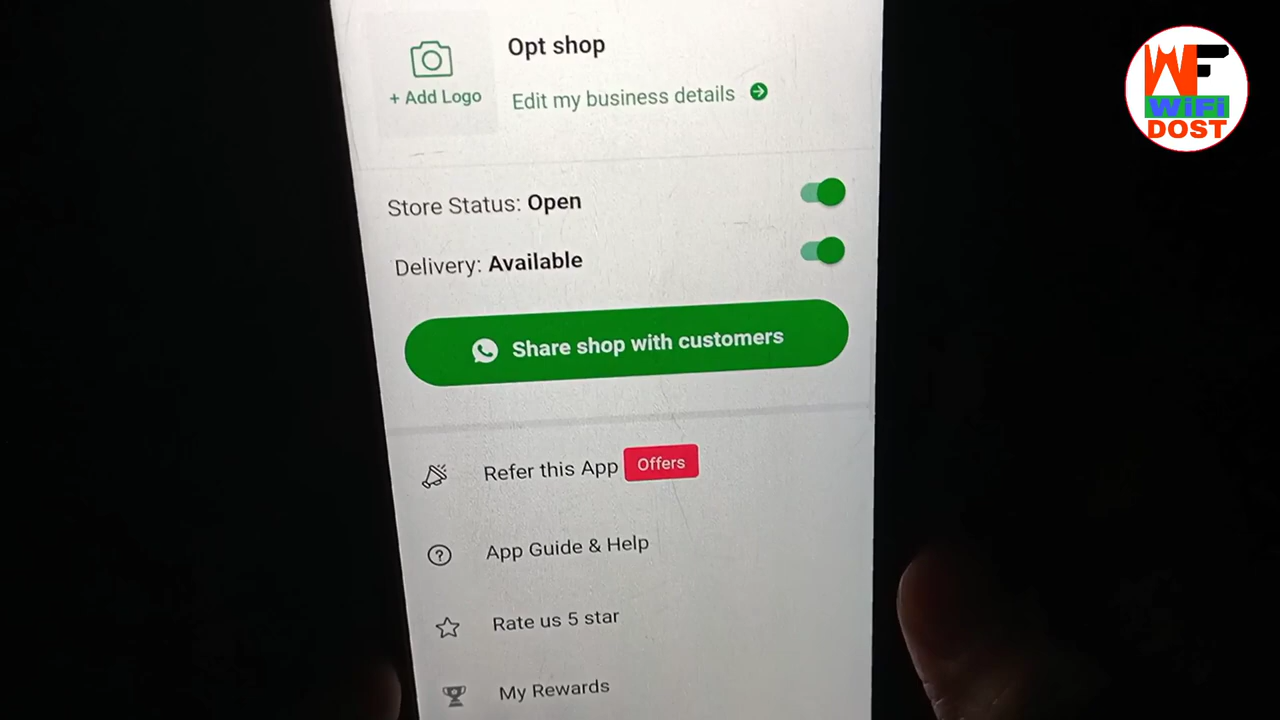 Opt shop
+ Add Logo
Edit my business details
Store Status: Open
Delivery: Available
Share shop with customers
Refer this App Offers
App Guide & Help
Rate us 5 star
My Rewards
WF
WiFi
DOST